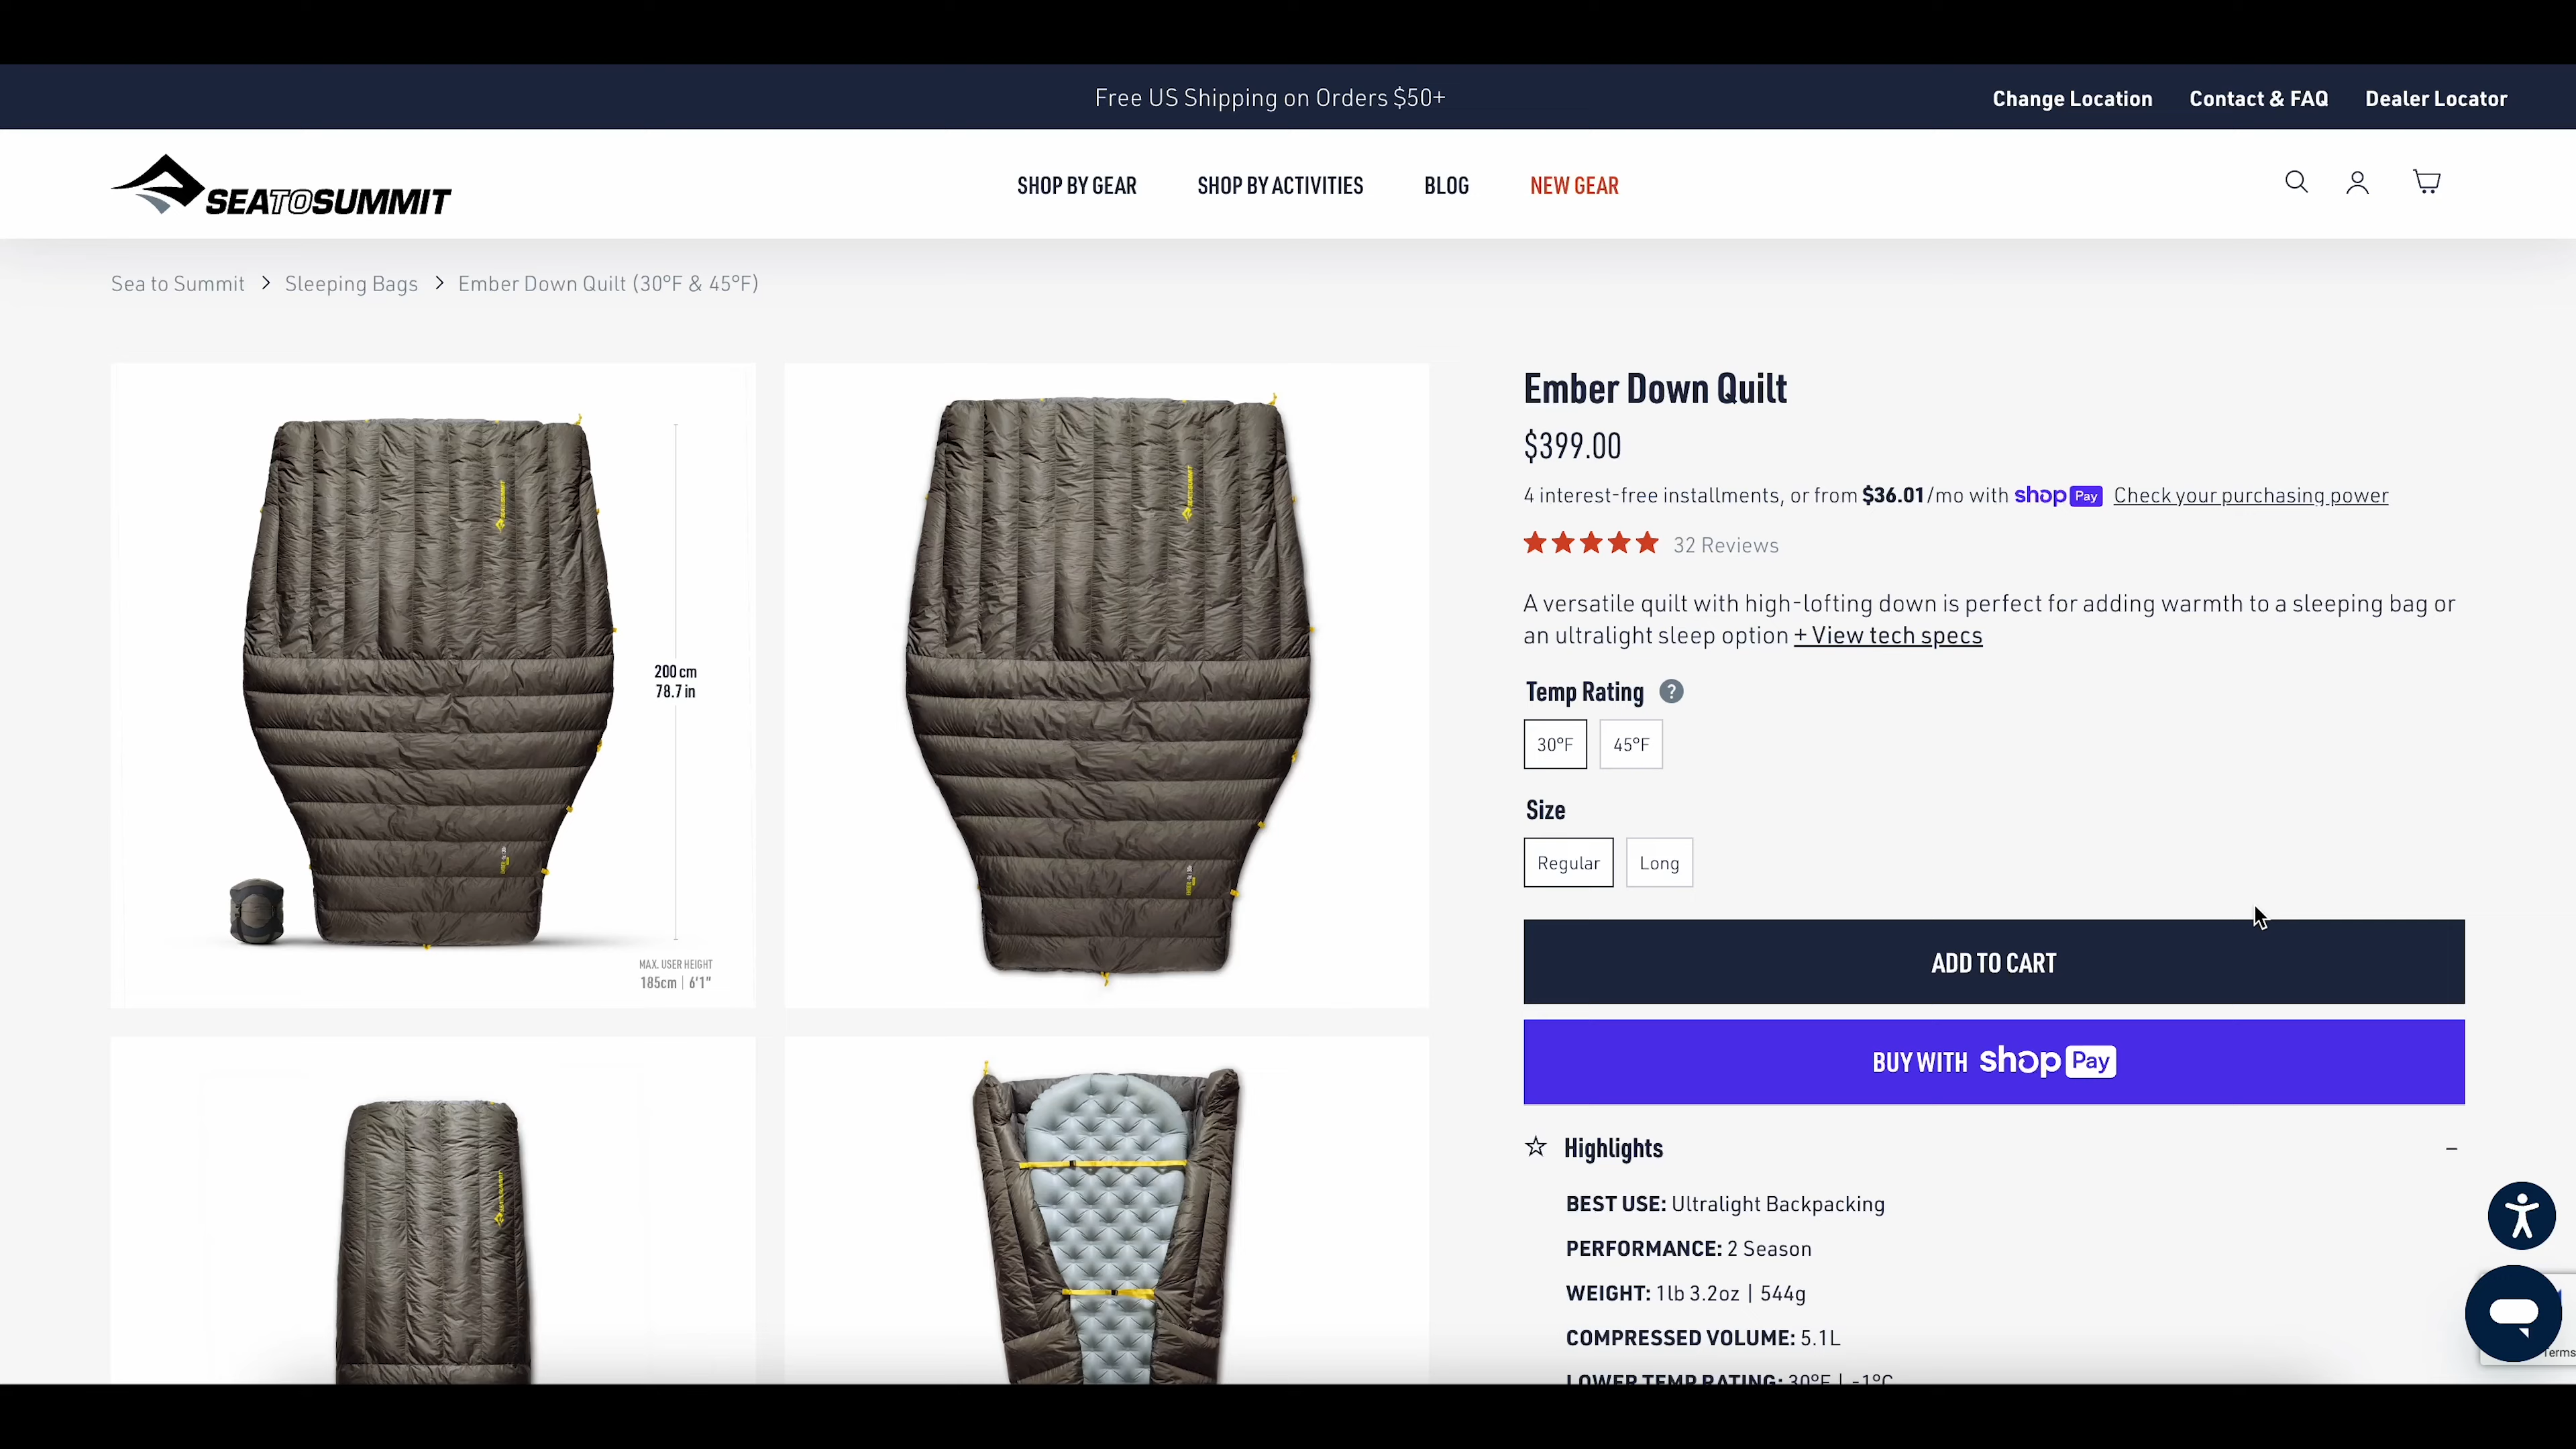 Free US Shipping on Orders $50+
Change Location
Contact & FAQ
Dealer Locator
SEATOSUMMIT
SHOP BY GEAR
SHOP BY ACTIVITIES
BLOG
NEW GEAR
Sea to Summit > Sleeping Bags > Ember Down Quilt (30°F & 45°F)
200 cm
78.7 in
MAX. USER HEIGHT
185cm | 6'1"
Ember Down Quilt
$399.00
4 interest-free installments, or from $36.01/mo with shop Pay Check your purchasing power
32 Reviews
A versatile quilt with high-lofting down is perfect for adding warmth to a sleeping bag or
an ultralight sleep option + View tech specs
Temp Rating ?
30°F
45°F
Size
Regular
Long
ADD TO CART
BUY WITH shop Pay
Highlights
BEST USE: Ultralight Backpacking
PERFORMANCE: 2 Season
WEIGHT: 1lb 3.2oz | 544g
COMPRESSED VOLUME: 5.1L
LOWER TEMP RATING: 30°F | -1°C
Terms